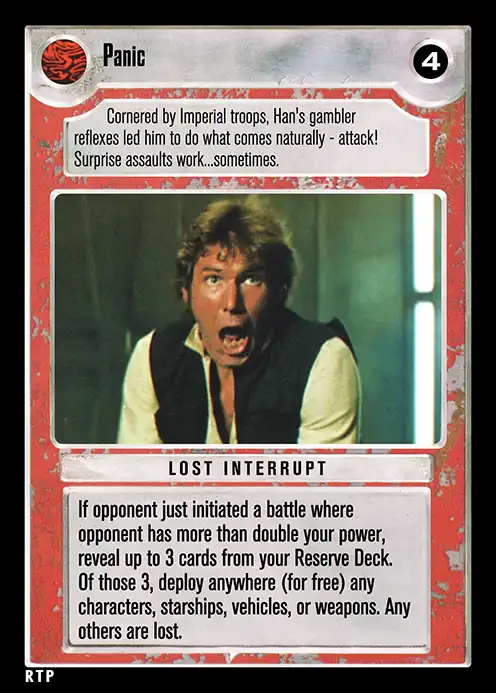 Panic
4
Cornered by Imperial troops, Han's gambler
reflexes led him to do what comes naturally - attack!
Surprise assaults work...sometimes.
LOST INTERRUPT
If opponent just initiated a battle where
opponent has more than double your power,
reveal up to 3 cards from your Reserve Deck.
Of those 3, deploy anywhere (for free) any
characters, starships, vehicles, or weapons. Any
others are lost.
RTP